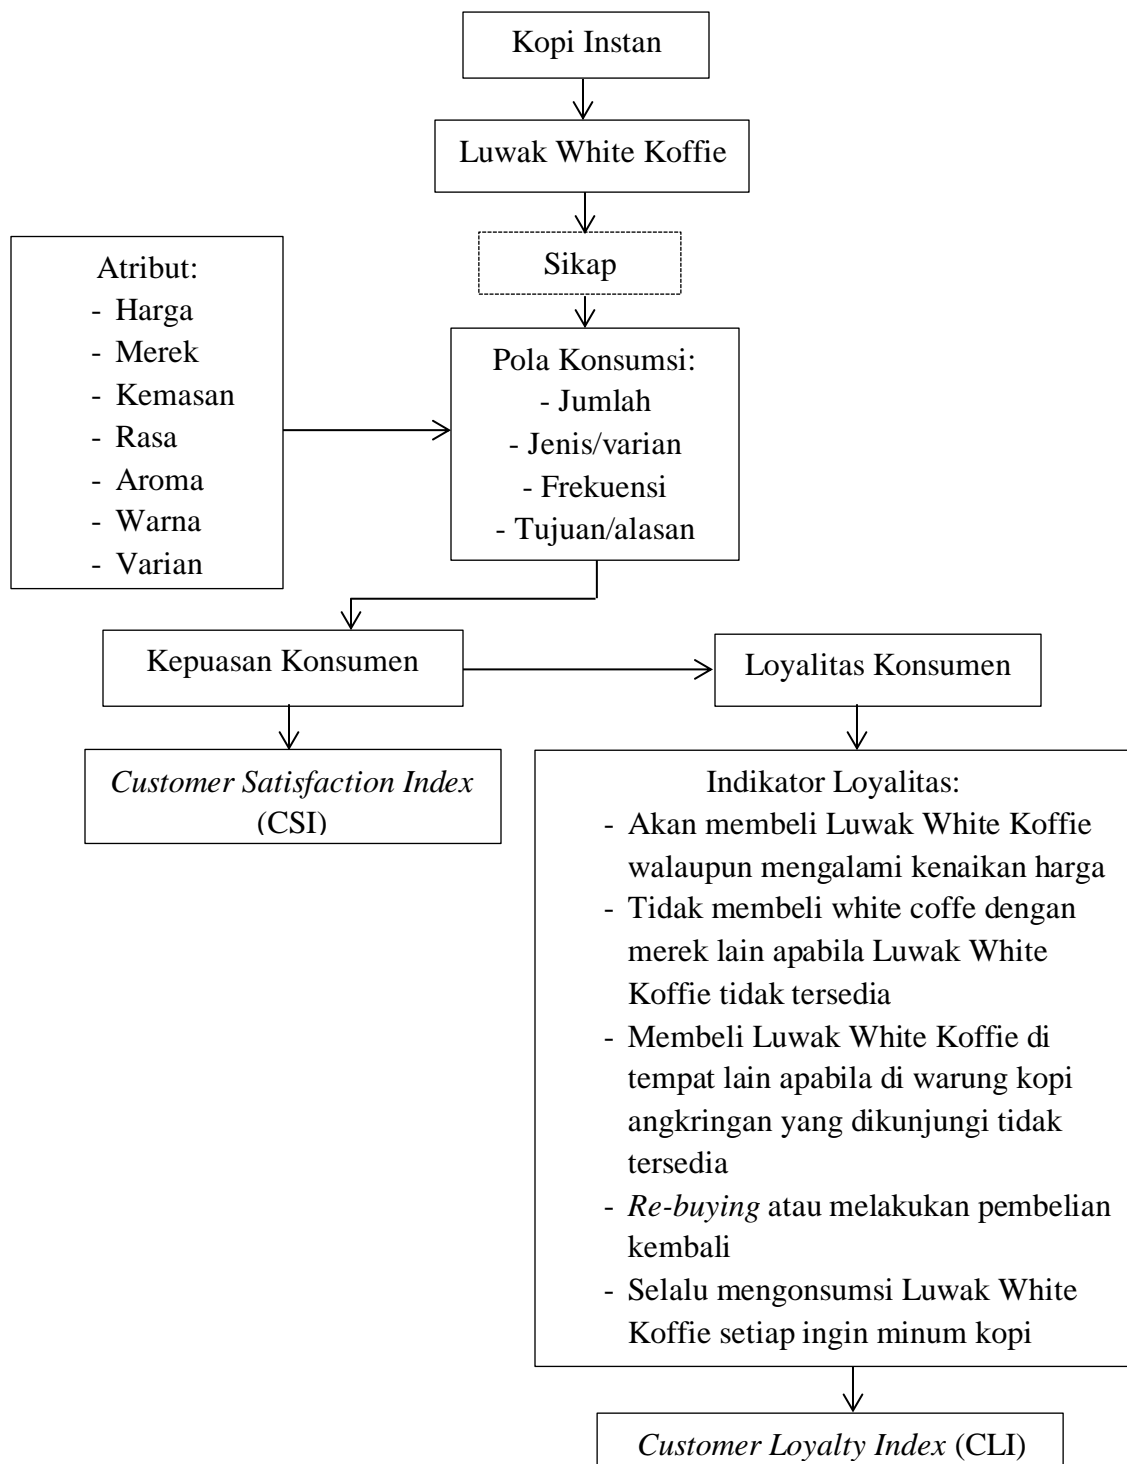 Kopi Instan
Luwak White Koffie
Sikap
Atribut:
- Harga
- Merek
- Kemasan
- Rasa
- Aroma
- Warna
- Varian
Pola Konsumsi:
- Jumlah
- Jenis/varian
- Frekuensi
- Tujuan/alasan
Kepuasan Konsumen
Loyalitas Konsumen
Customer Satisfaction Index
(CSI)
Indikator Loyalitas:
- Akan membeli Luwak White Koffie
walaupun mengalami kenaikan harga
- Tidak membeli white coffe dengan
merek lain apabila Luwak White
Koffie tidak tersedia
- Membeli Luwak White Koffie di
tempat lain apabila di warung kopi
angkringan yang dikunjungi tidak
tersedia
- Re-buying atau melakukan pembelian
kembali
- Selalu mengonsumsi Luwak White
Koffie setiap ingin minum kopi
Customer Loyalty Index (CLI)